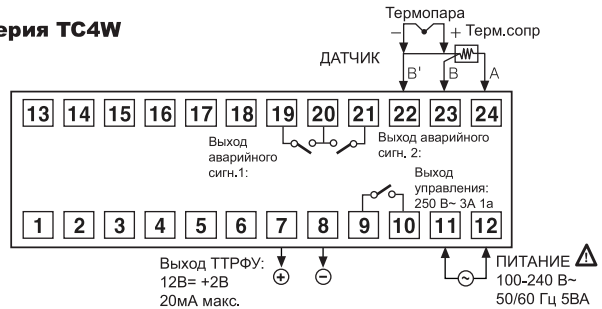 ерия TC4W
Термопара
− + Терм.сопр
ДАТЧИК
B' B A
13 14 15 16 17 18 19 20 21 22 23 24
Выход
аварийного
сигн.1:
Выход аварийного
сигн. 2:
Выход
управления:
250 В~ 3А 1а
1 2 3 4 5 6 7 8 9 10 11 12
Выход ТТРФУ:
12В= +2В
20мА макс.
+ −
ПИТАНИЕ
100-240 В~
50/60 Гц 5ВА